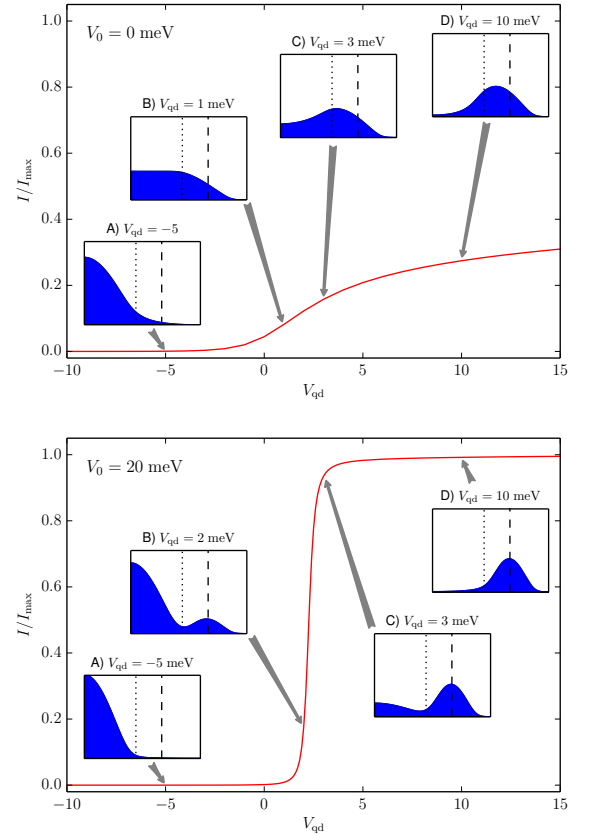 V₀ = 0 meV
A) V_qd = −5
B) V_qd = 1 meV
C) V_qd = 3 meV
D) V_qd = 10 meV
I/I_max
1.0
0.8
0.6
0.4
0.2
0.0
−10 −5 0 5 10 15
V_qd
V₀ = 20 meV
A) V_qd = −5 meV
B) V_qd = 2 meV
C) V_qd = 3 meV
D) V_qd = 10 meV
I/I_max
1.0
0.8
0.6
0.4
0.2
0.0
−10 −5 0 5 10 15
V_qd